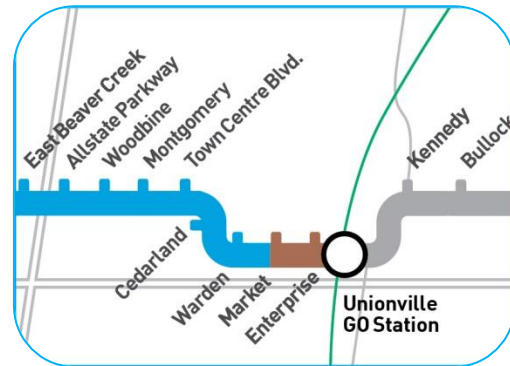 East Beaver Creek
Allstate Parkway
Woodbine
Montgomery
Town Centre Blvd.
Cedarland
Warden
Market
Enterprise
Unionville
GO Station
Kennedy
Bullock